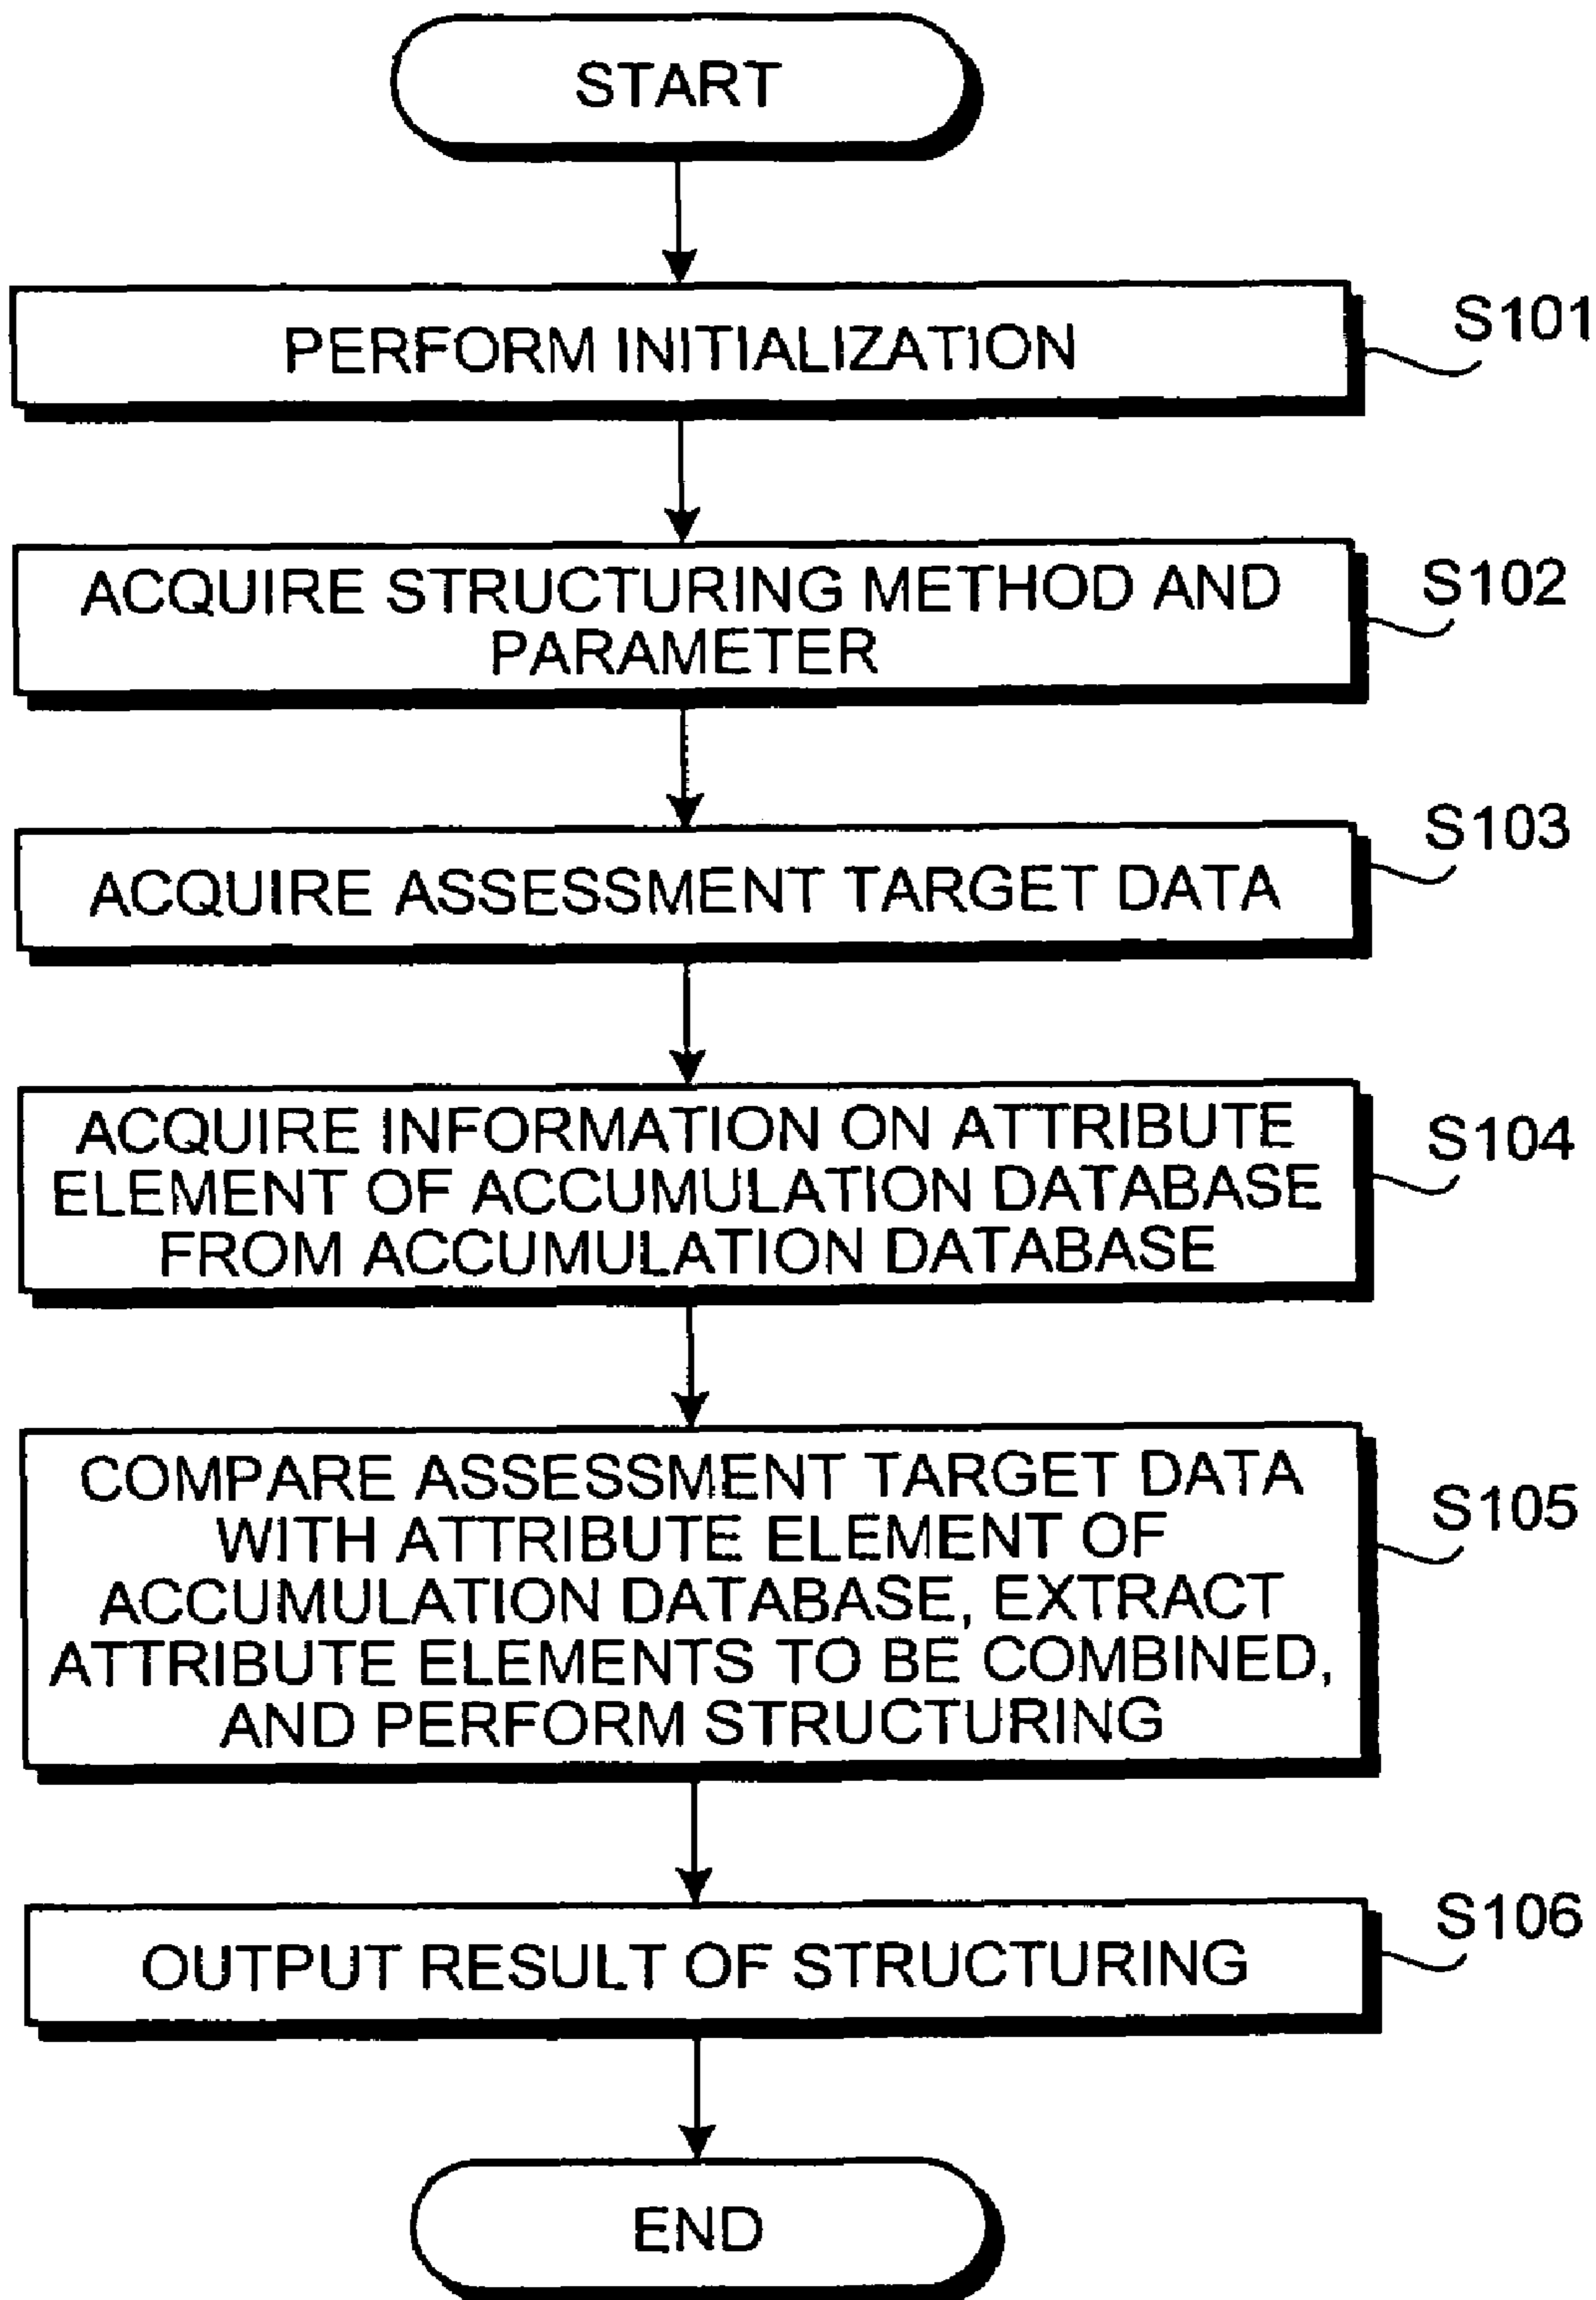 START
PERFORM INITIALIZATION
S101
ACQUIRE STRUCTURING METHOD AND
PARAMETER
S102
ACQUIRE ASSESSMENT TARGET DATA
S103
ACQUIRE INFORMATION ON ATTRIBUTE
ELEMENT OF ACCUMULATION DATABASE
FROM ACCUMULATION DATABASE
S104
COMPARE ASSESSMENT TARGET DATA
WITH ATTRIBUTE ELEMENT OF
ACCUMULATION DATABASE, EXTRACT
ATTRIBUTE ELEMENTS TO BE COMBINED,
AND PERFORM STRUCTURING
S105
OUTPUT RESULT OF STRUCTURING
S106
END